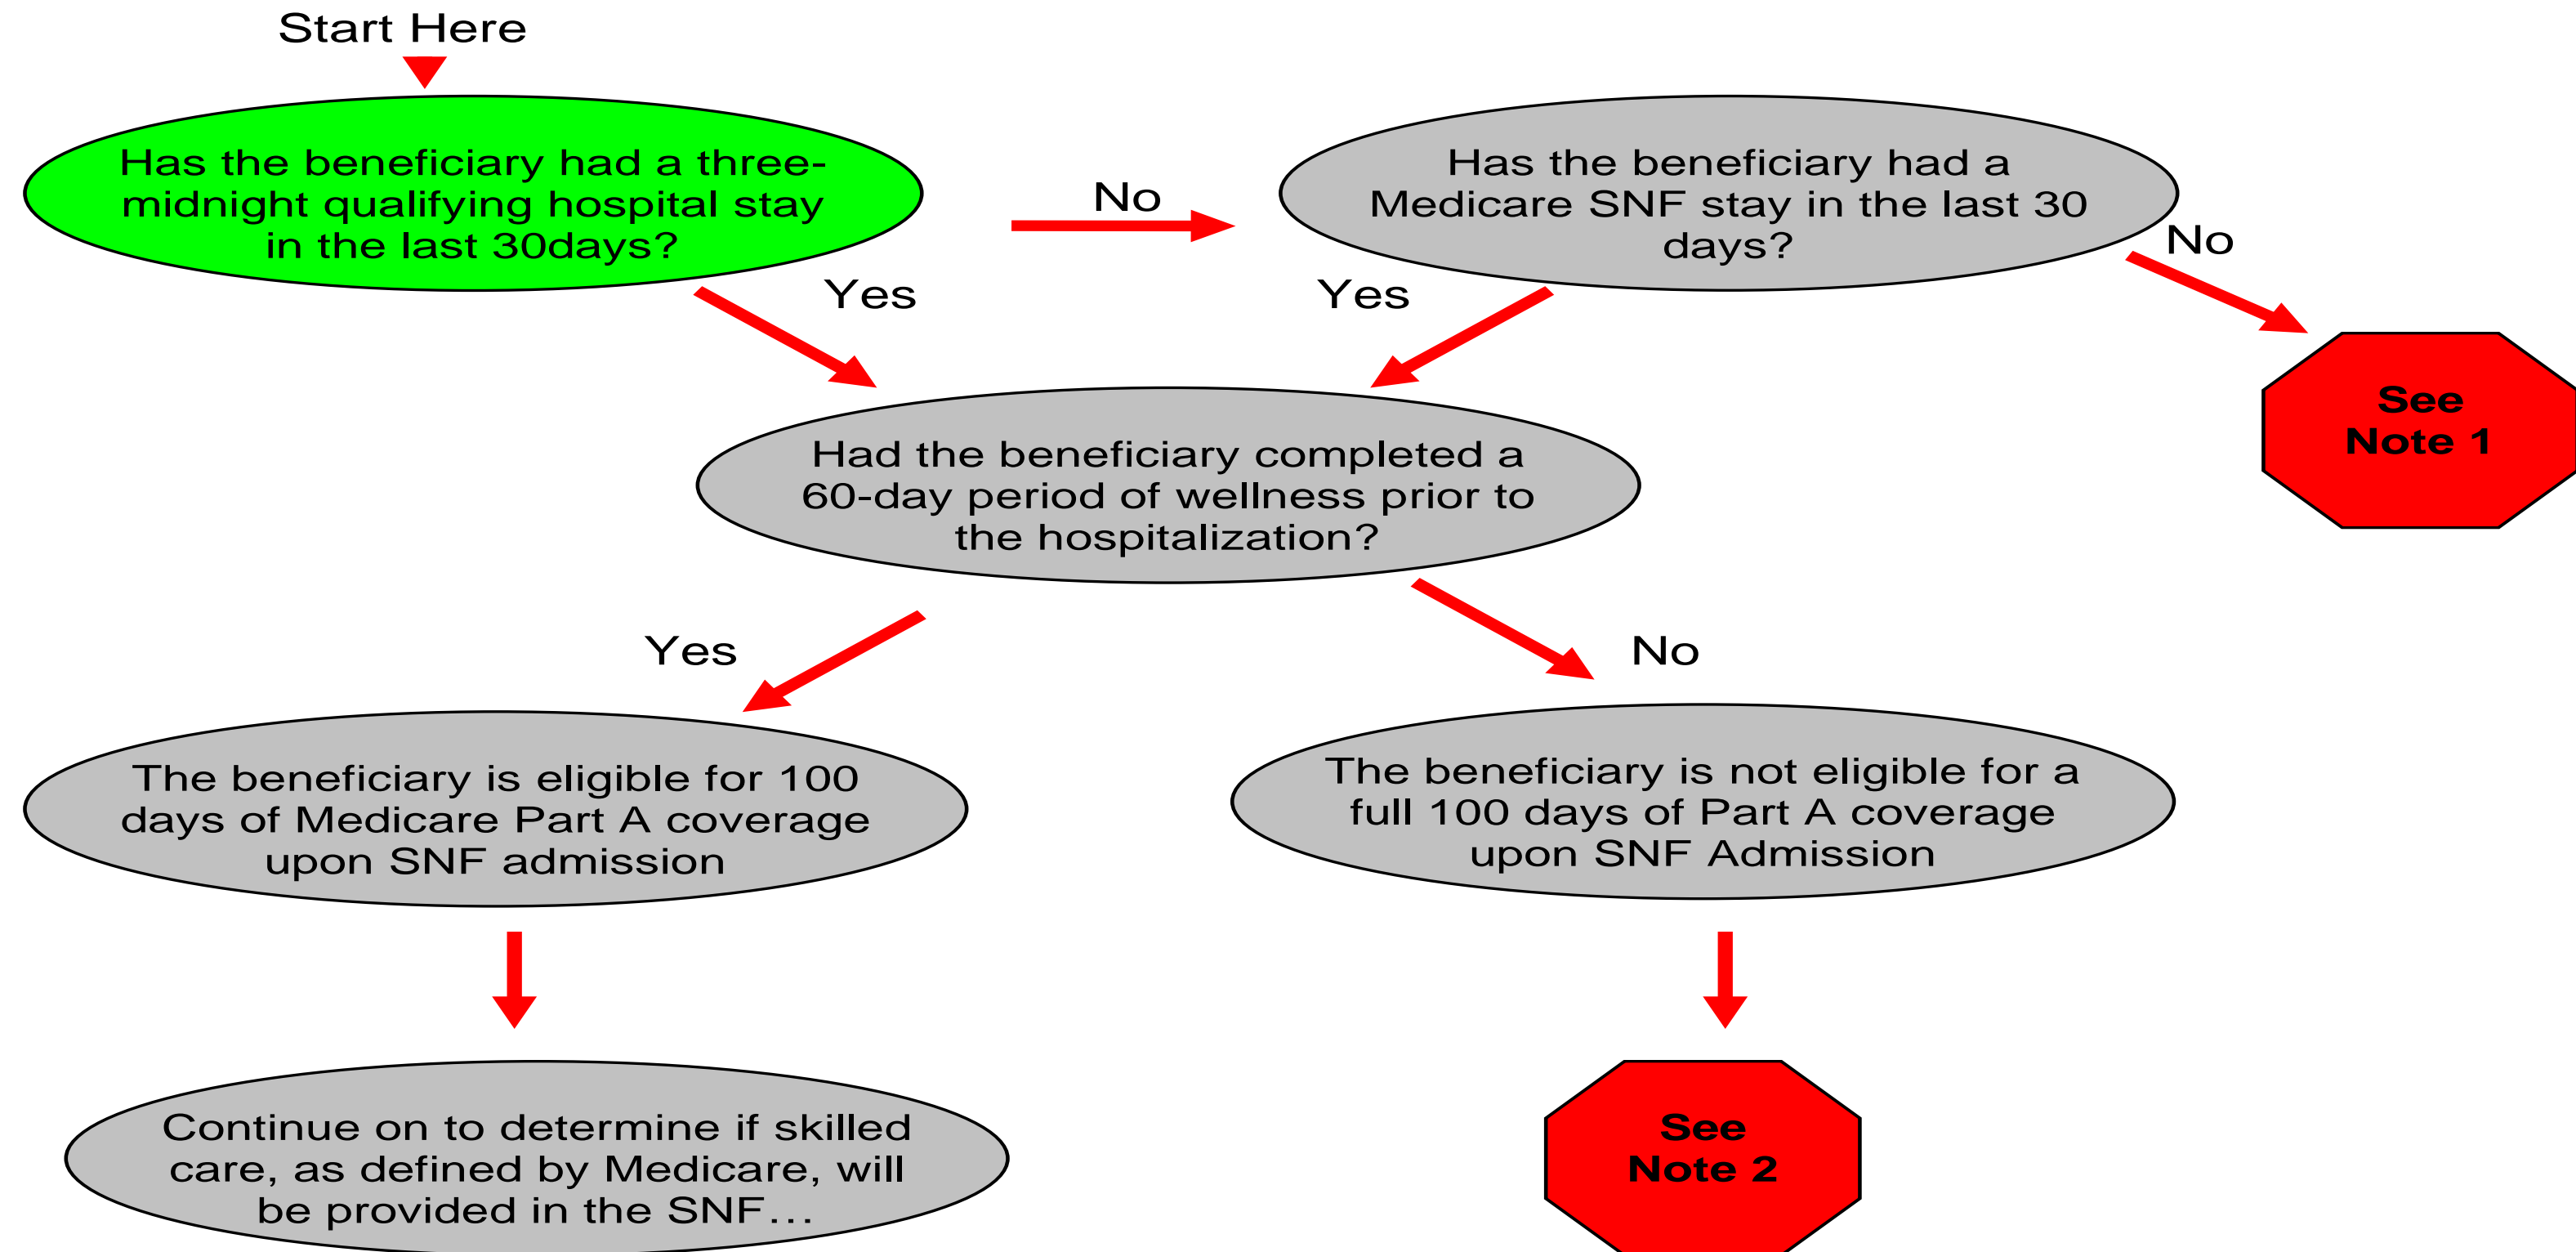 Start Here
Has the beneficiary had a three-
midnight qualifying hospital stay
in the last 30days?
No
Has the beneficiary had a
Medicare SNF stay in the last 30
days?
No
Yes
Yes
See
Note 1
Had the beneficiary completed a
60-day period of wellness prior to
the hospitalization?
Yes
No
The beneficiary is eligible for 100
days of Medicare Part A coverage
upon SNF admission
The beneficiary is not eligible for a
full 100 days of Part A coverage
upon SNF Admission
Continue on to determine if skilled
care, as defined by Medicare, will
be provided in the SNF…
See
Note 2